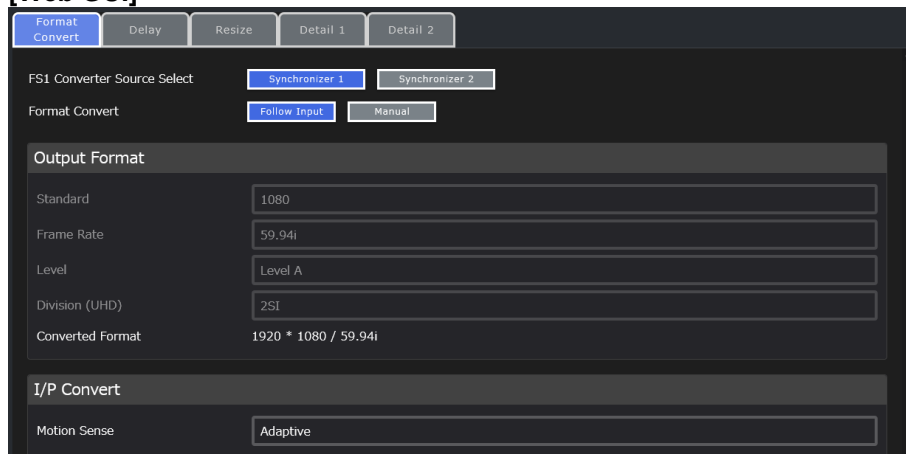 [Web GUI]
Format
Convert
Delay
Resize
Detail 1
Detail 2
FS1 Converter Source Select
Synchronizer 1
Synchronizer 2
Format Convert
Follow Input
Manual
Output Format
Standard
1080
Frame Rate
59.94i
Level
Level A
Division (UHD)
2SI
Converted Format
1920 * 1080 / 59.94i
I/P Convert
Motion Sense
Adaptive